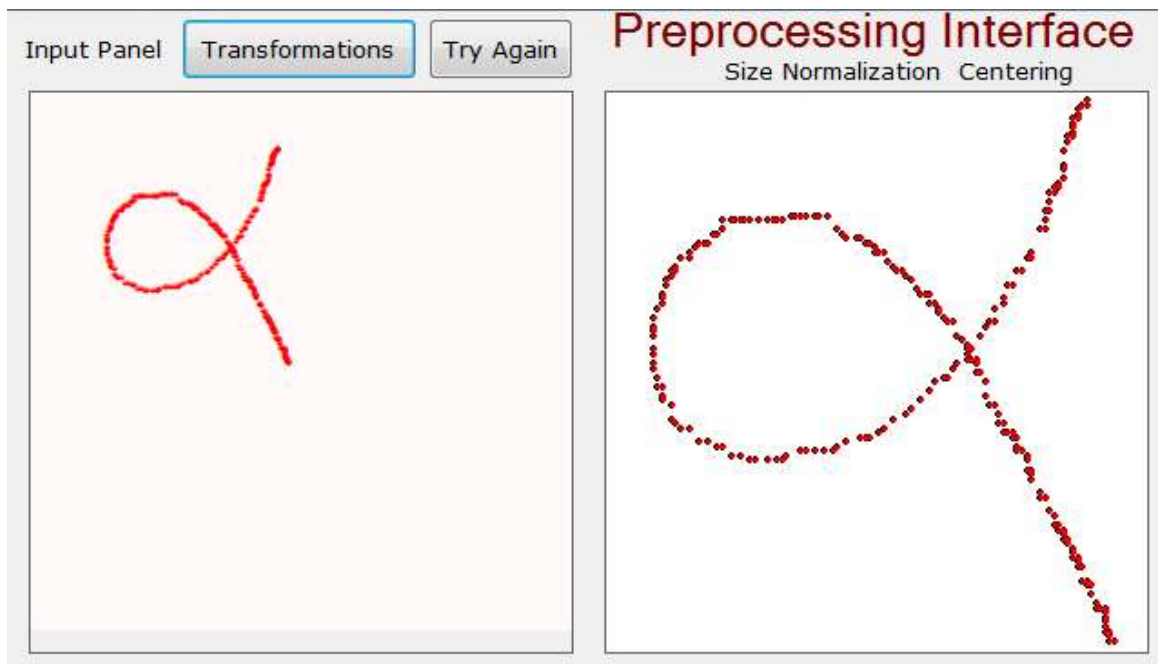 Input Panel Transformations Try Again
Preprocessing Interface
Size Normalization Centering